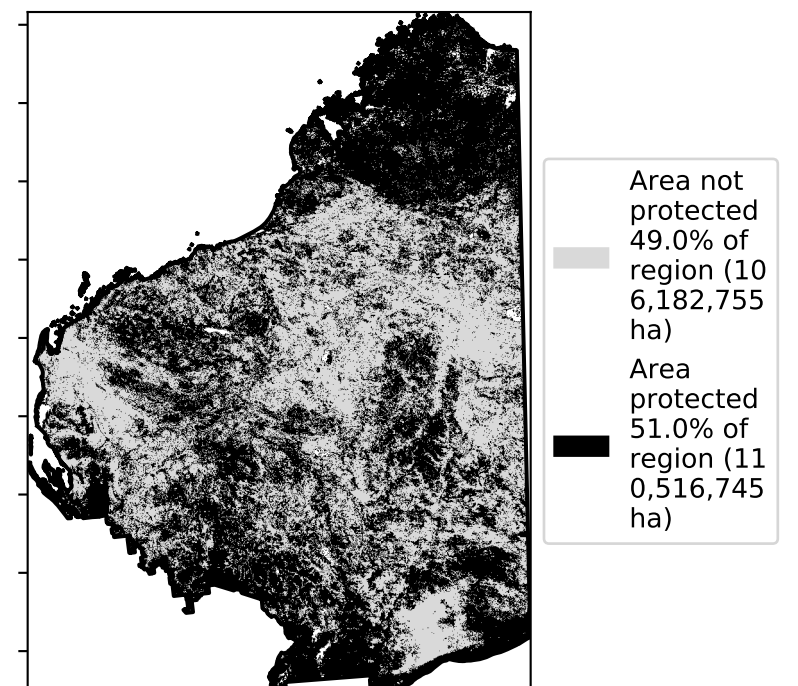 Area not
protected
49.0% of
region (10
6,182,755
ha)
Area
protected
51.0% of
region (11
0,516,745
ha)